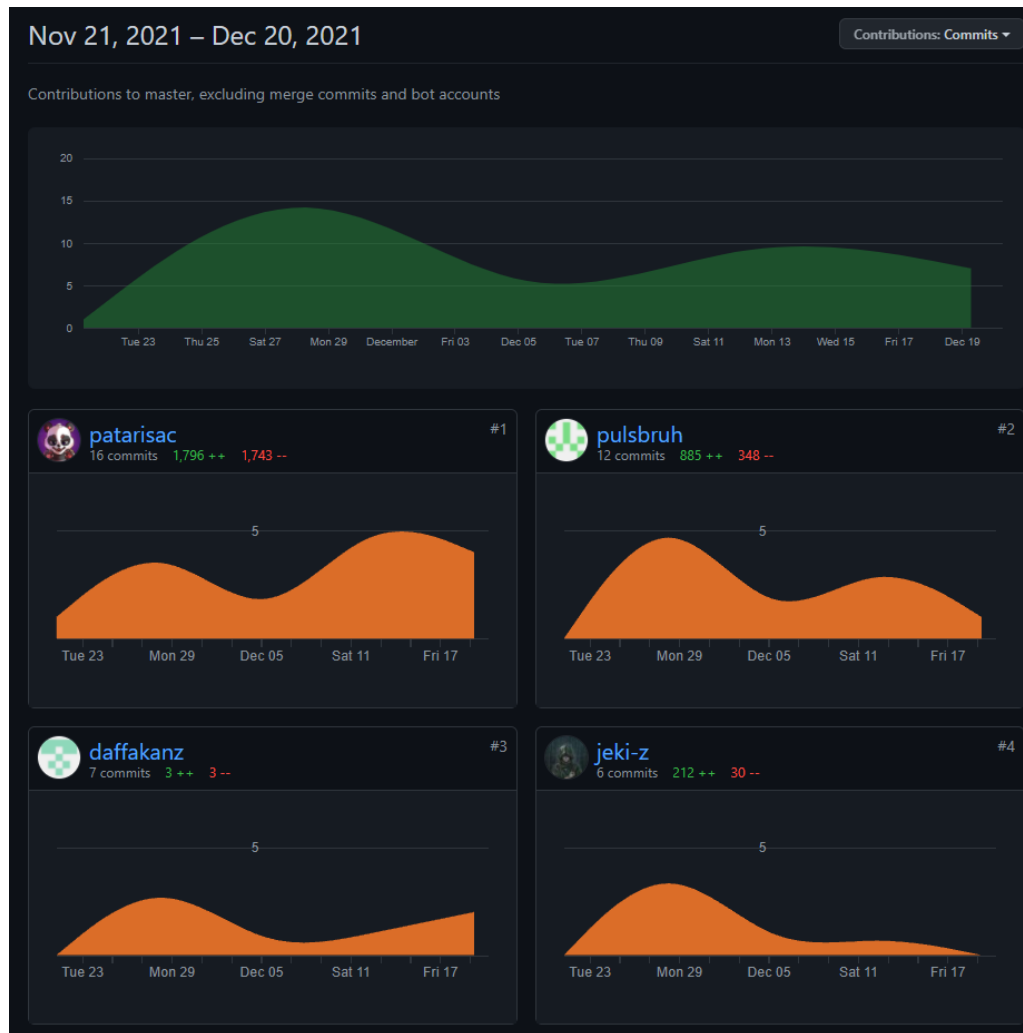 Nov 21, 2021 – Dec 20, 2021
Contributions: Commits
Contributions to master, excluding merge commits and bot accounts
20
15
10
5
0
Tue 23 Thu 25 Sat 27 Mon 29 December Fri 03 Dec 05 Tue 07 Thu 09 Sat 11 Mon 13 Wed 15 Fri 17 Dec 19
patarisac #1
16 commits 1,796 ++ 1,743 --
5
Tue 23 Mon 29 Dec 05 Sat 11 Fri 17
pulsbruh #2
12 commits 885 ++ 348 --
5
Tue 23 Mon 29 Dec 05 Sat 11 Fri 17
daffakanz #3
7 commits 3 ++ 3 --
5
Tue 23 Mon 29 Dec 05 Sat 11 Fri 17
jeki-z #4
6 commits 212 ++ 30 --
5
Tue 23 Mon 29 Dec 05 Sat 11 Fri 17